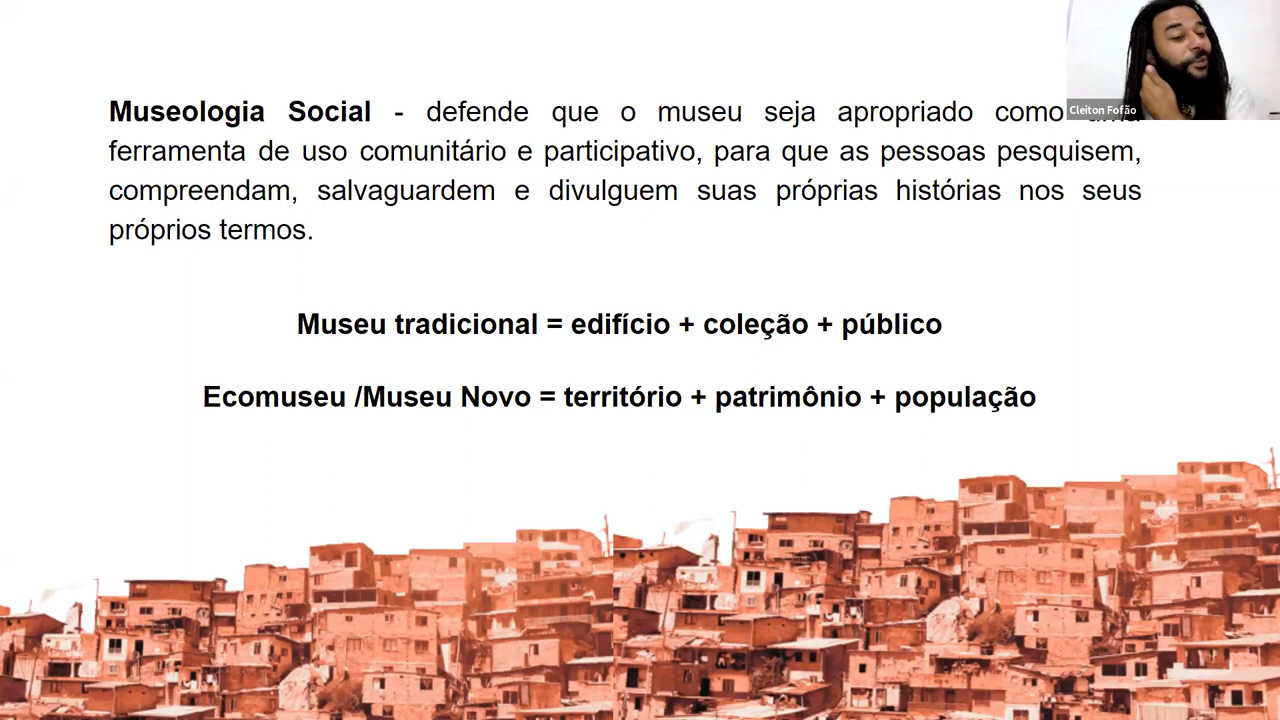 Museologia Social - defende que o museu seja apropriado como
ferramenta de uso comunitário e participativo, para que as pessoas pesquisem,
compreendam, salvaguardem e divulguem suas próprias histórias nos seus
próprios termos.
Museu tradicional = edifício + coleção + público
Ecomuseu /Museu Novo = território + patrimônio + população
Cleiton Fofão